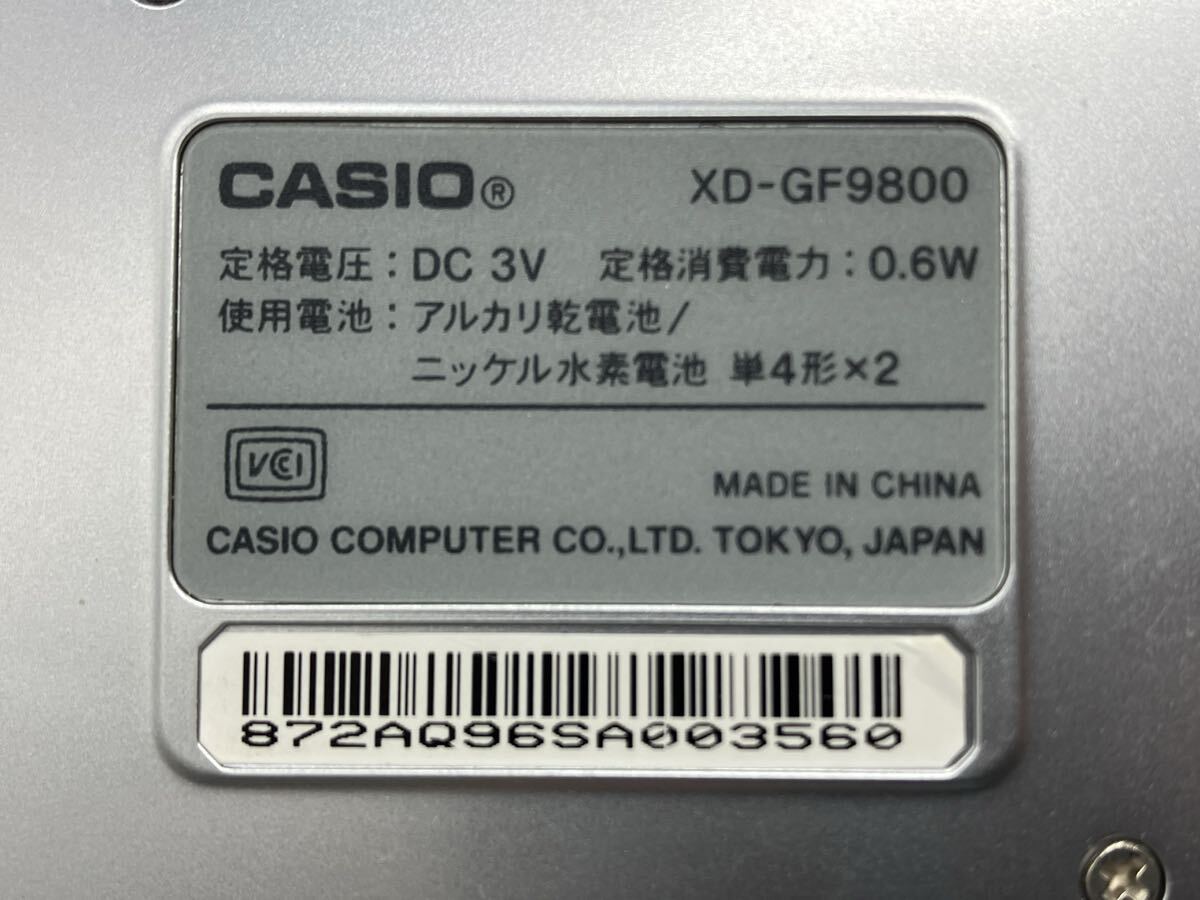 CASIO® XD-GF9800
定格電圧：DC 3V 定格消費電力：0.6W
使用電池：アルカリ乾電池/
ニッケル水素電池 単4形×2
VCCI
MADE IN CHINA
CASIO COMPUTER CO.,LTD. TOKYO, JAPAN
872AQ96SA003560